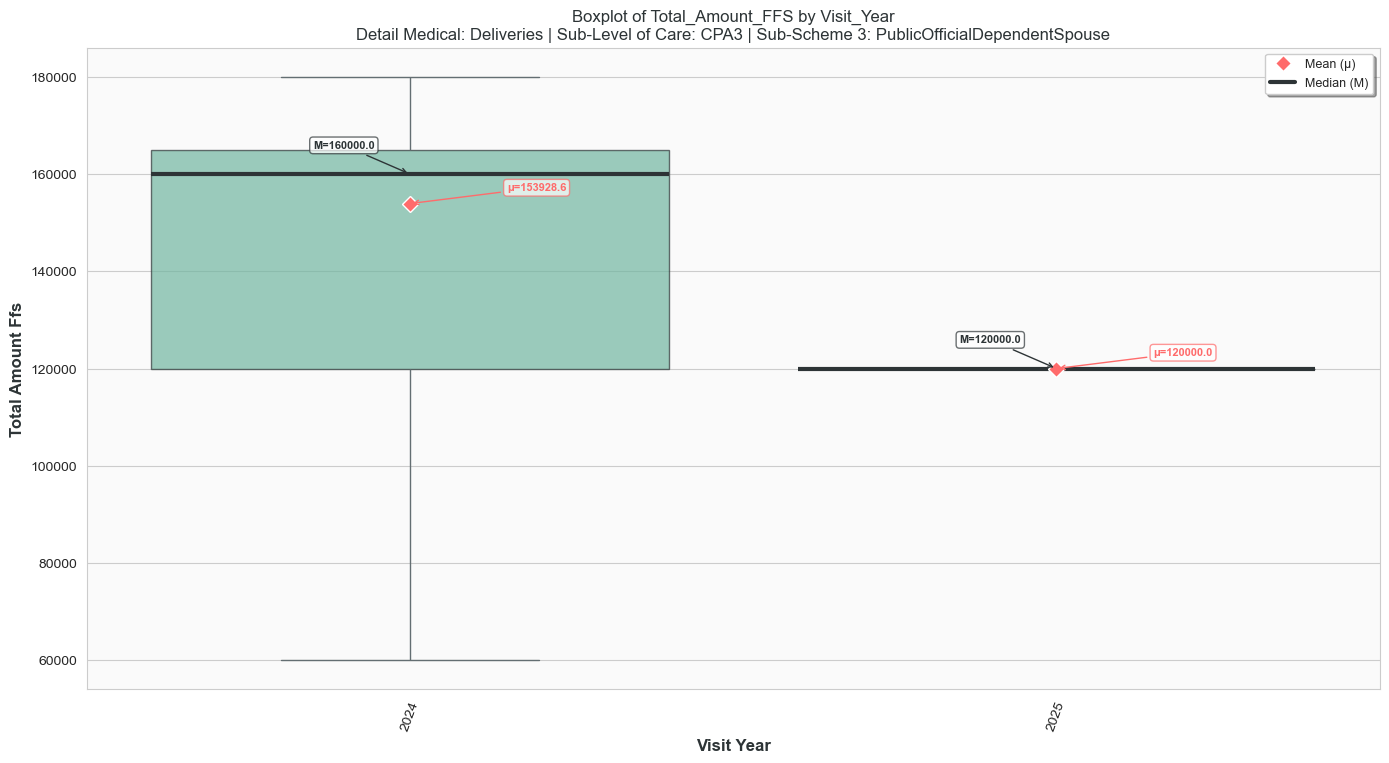 Boxplot of Total_Amount_FFS by Visit_Year
Detail Medical: Deliveries | Sub-Level of Care: CPA3 | Sub-Scheme 3: PublicOfficialDependentSpouse
Mean (μ)
Median (M)
180000
160000
140000
120000
100000
80000
60000
Total Amount Ffs
M=160000.0
μ=153928.6
M=120000.0
μ=120000.0
2024
2025
Visit Year